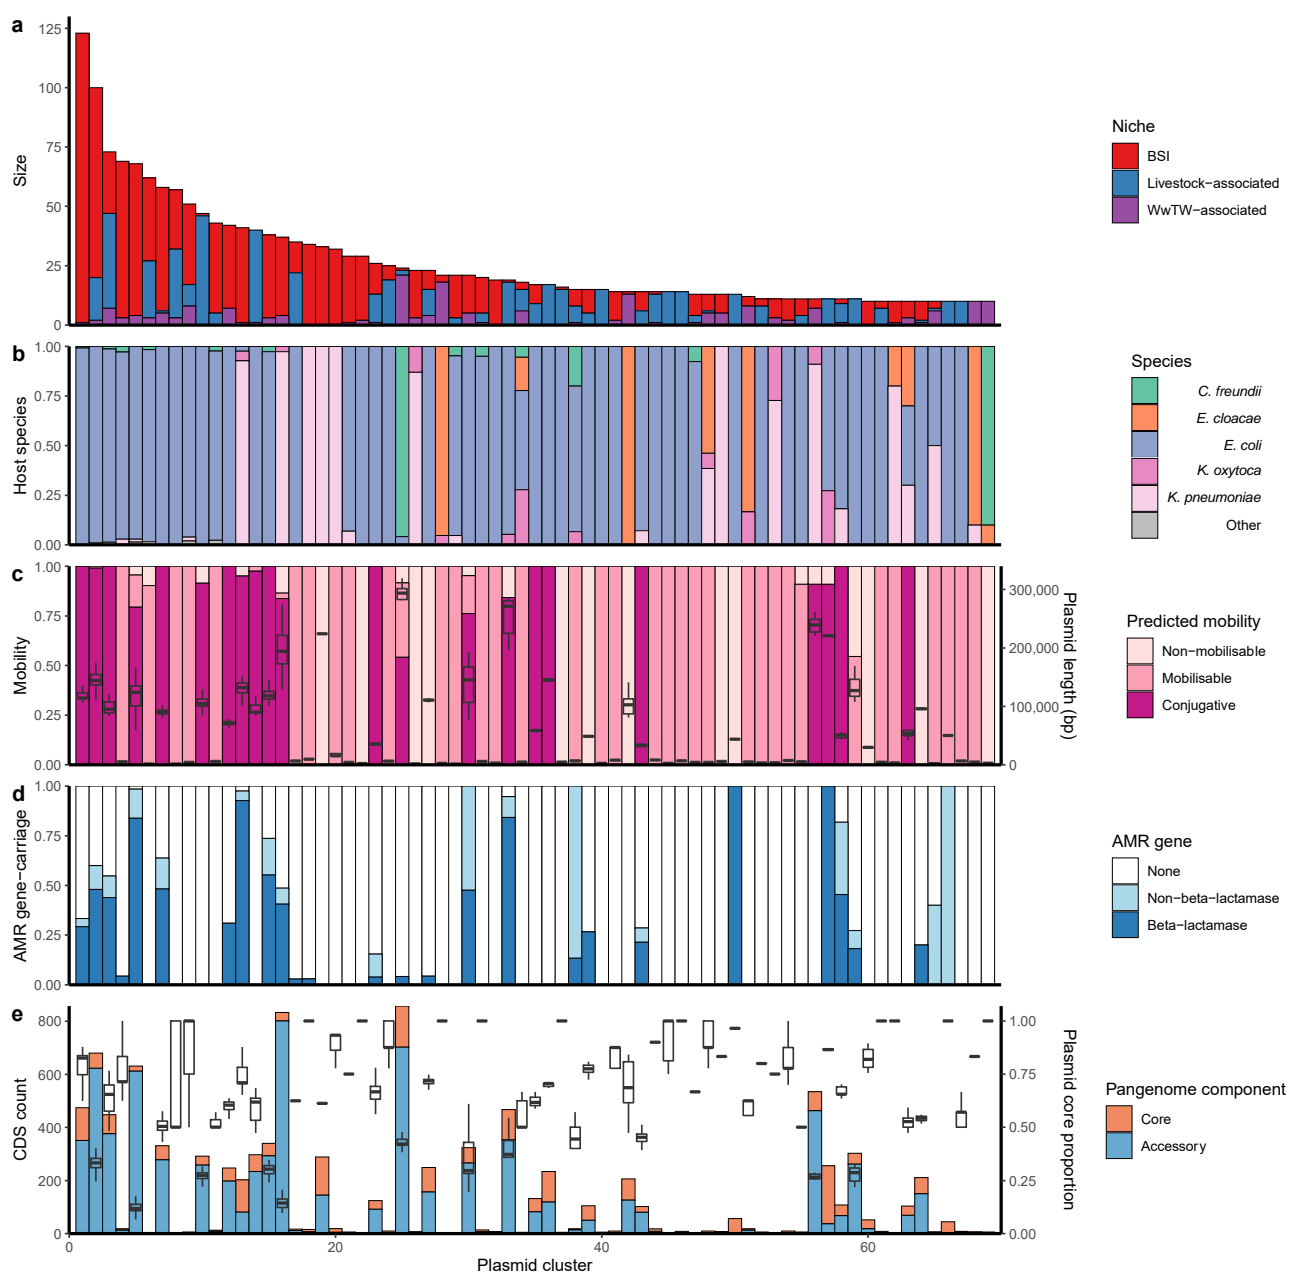 a
125
100
75
50
25
0
Size
Niche
BSI
Livestock−associated
WwTW−associated
b
1.00
0.75
0.50
0.25
0.00
Host species
Species
C. freundii
E. cloacae
E. coli
K. oxytoca
K. pneumoniae
Other
c
1.00
0.75
0.50
0.25
0.00
Mobility
300,000
200,000
100,000
0
Plasmid length (bp)
Predicted mobility
Non−mobilisable
Mobilisable
Conjugative
d
1.00
0.75
0.50
0.25
0.00
AMR gene−carriage
AMR gene
None
Non−beta−lactamase
Beta−lactamase
e
800
600
400
200
0
CDS count
1.00
0.75
0.50
0.25
0.00
Plasmid core proportion
Pangenome component
Core
Accessory
0
20
40
60
Plasmid cluster